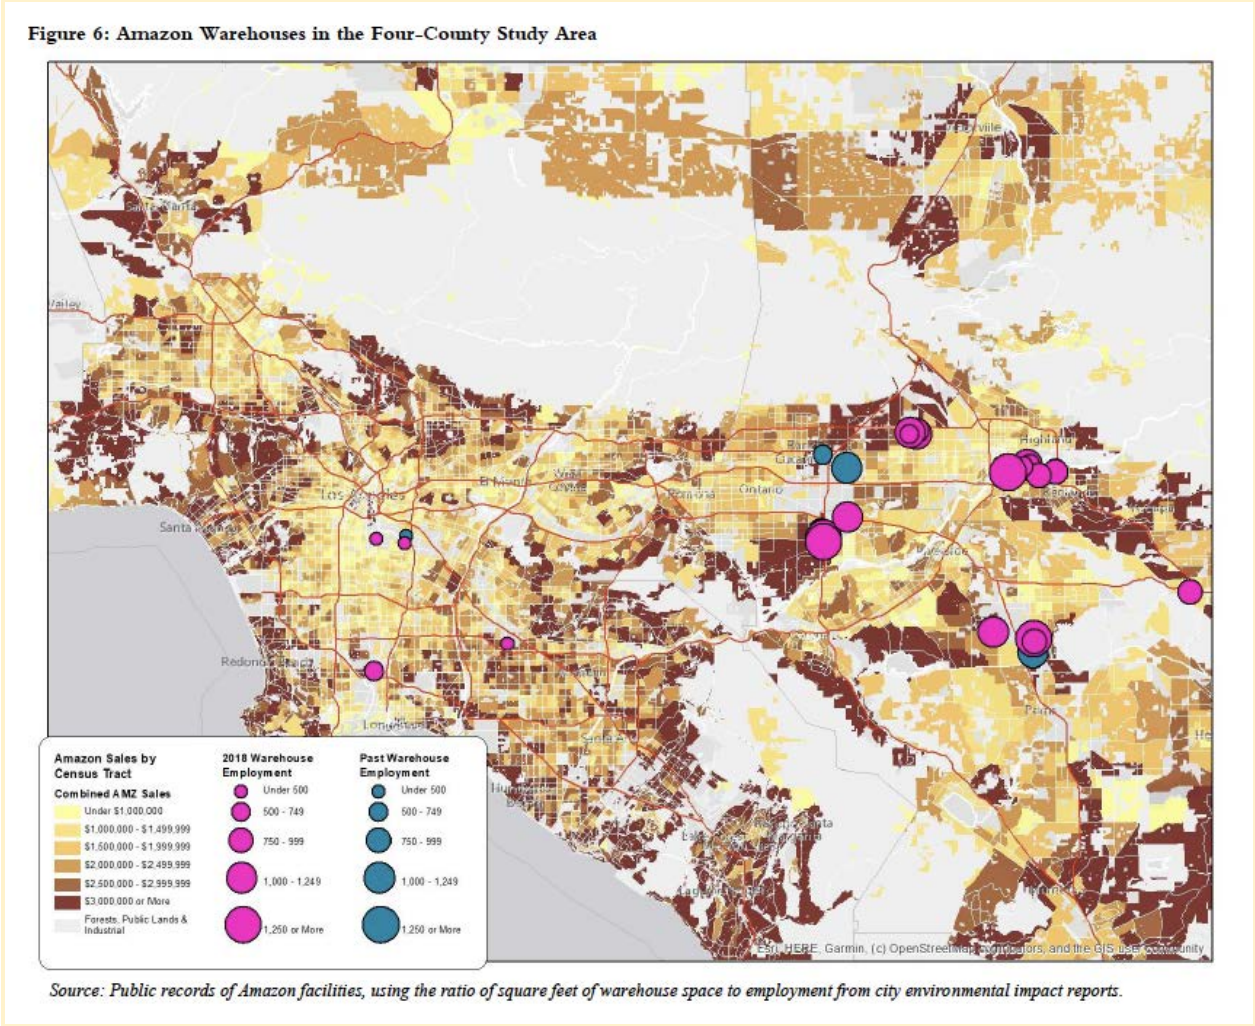 Figure 6: Amazon Warehouses in the Four-County Study Area
Santa Clarita
Valley
Highland
Los Angeles
El Monte
West
Covina
Pomona
Ontario
Santa
Riverside
Redondo Beach
Long Beach
Perris
Santa
Amazon Sales by
Census Tract
Combined AMZ Sales
Under $1,000,000
$1,000,000 - $1,499,999
$1,500,000 - $1,999,999
$2,000,000 - $2,499,999
$2,500,000 - $2,999,999
$3,000,000 or More
Forests, Public Lands &
Industrial
2018 Warehouse
Employment
Under 500
500 - 749
750 - 999
1,000 - 1,249
1,250 or More
Past Warehouse
Employment
Under 500
500 - 749
750 - 999
1,000 - 1,249
1,250 or More
Esri, HERE, Garmin, (c) OpenStreetMap contributors, and the GIS user community
Source: Public records of Amazon facilities, using the ratio of square feet of warehouse space to employment from city environmental impact reports.